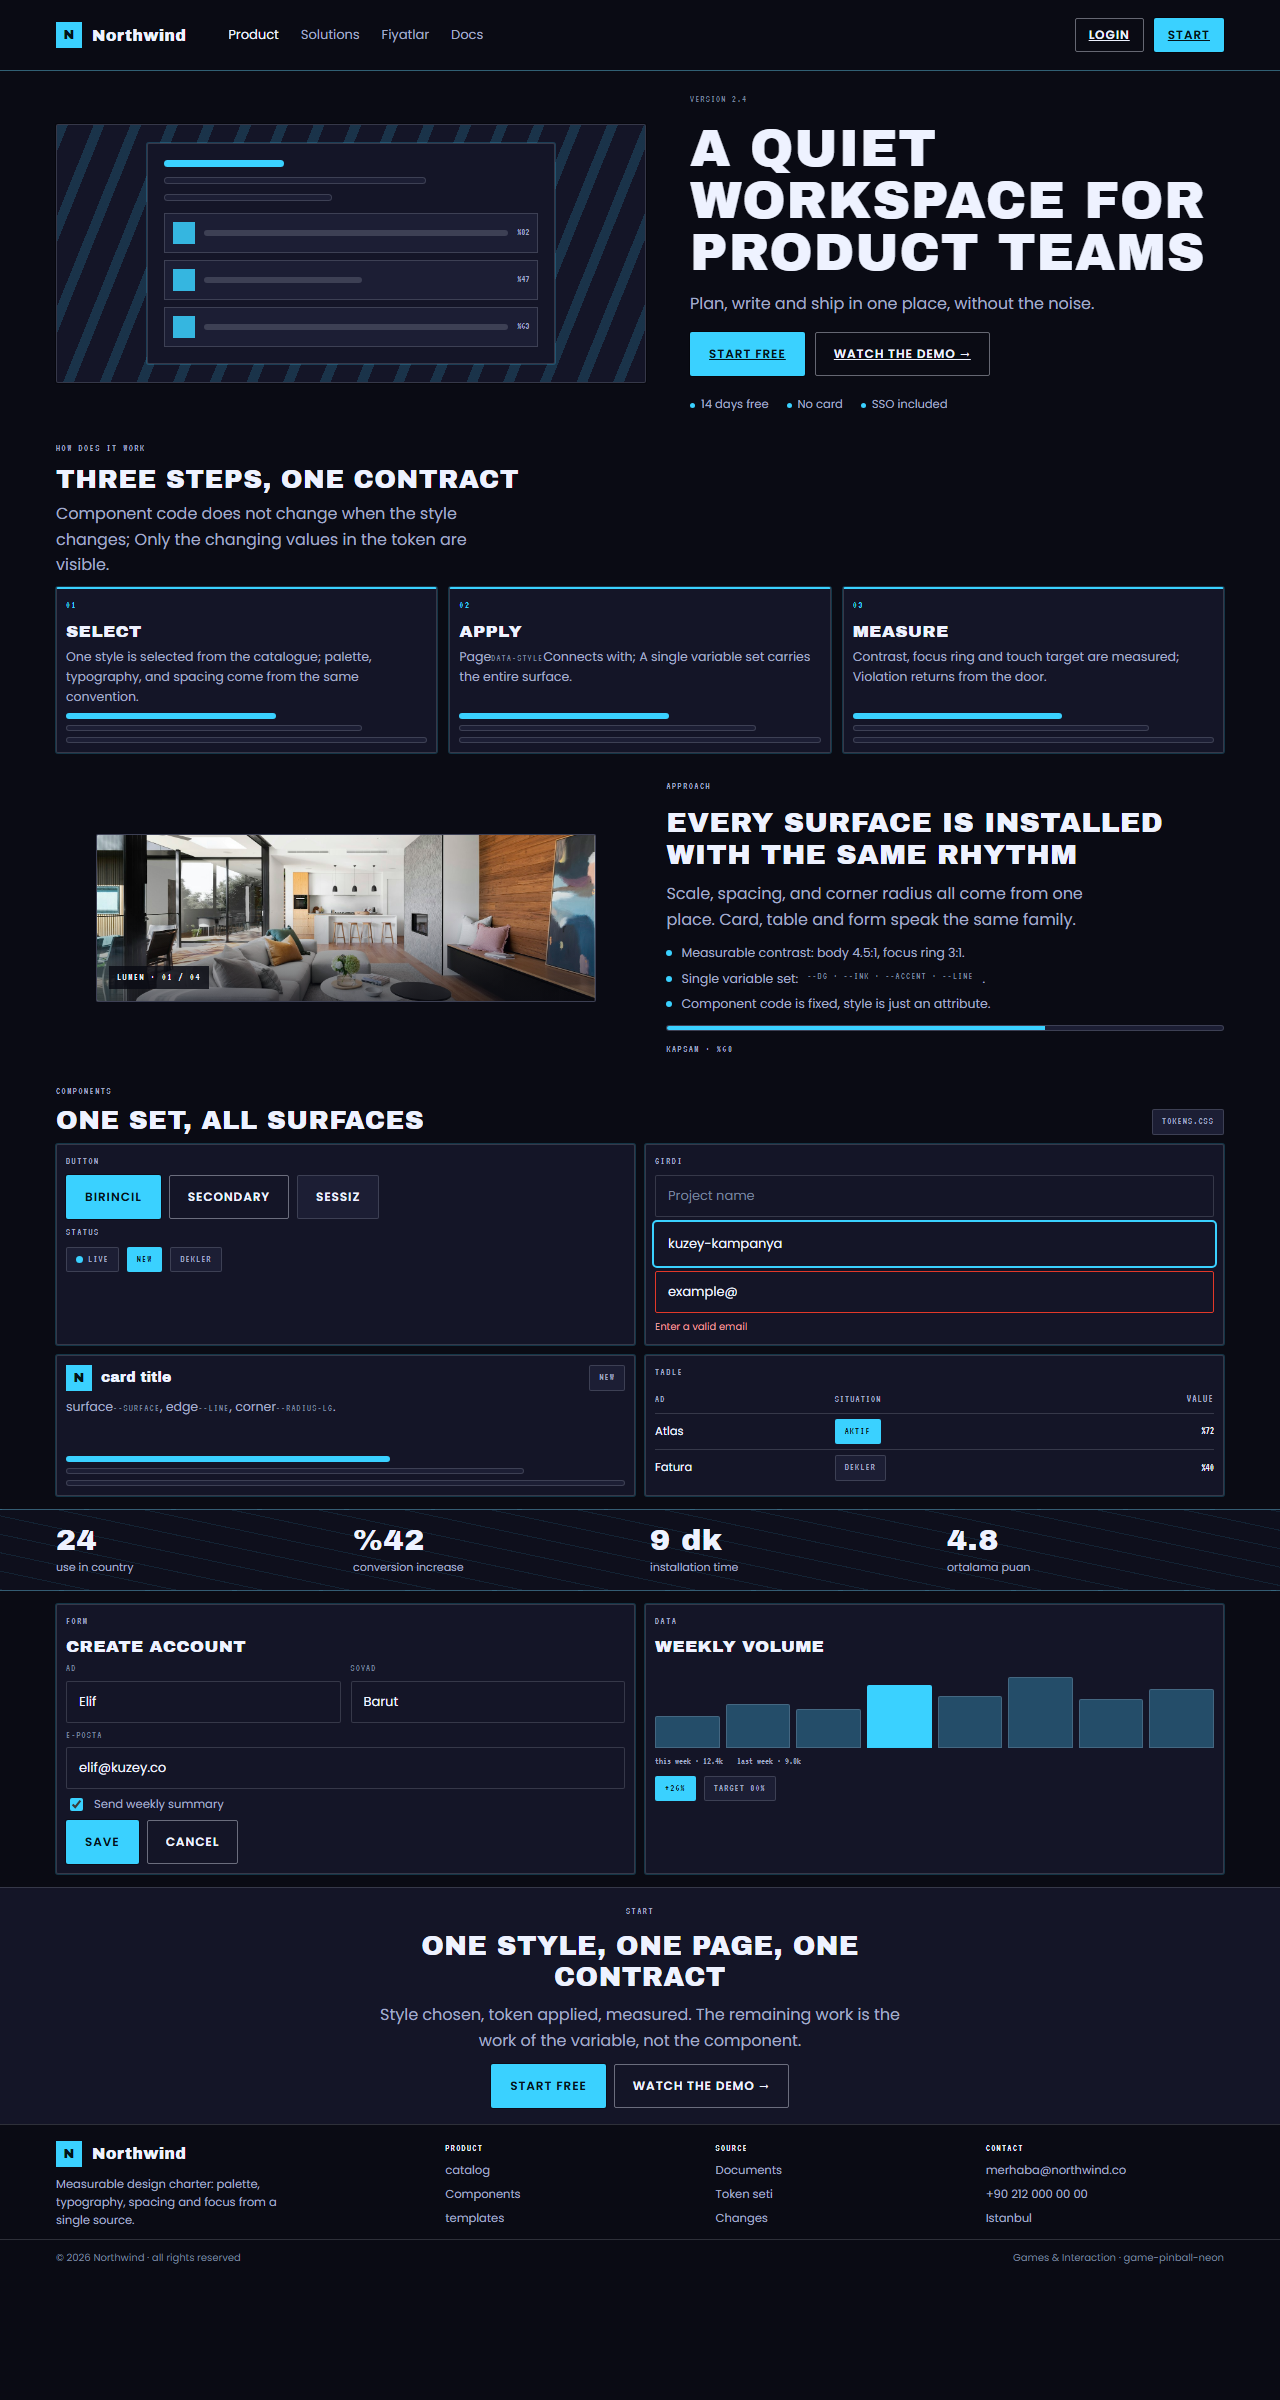 N Northwind Product Solutions Fiyatlar Docs LOGIN START
VERSION 2.4
A QUIET
WORKSPACE FOR
PRODUCT TEAMS
Plan, write and ship in one place, without the noise.
START FREE WATCH THE DEMO →
14 days free No card SSO included
%82
%47
%63
HOW DOES IT WORK
THREE STEPS, ONE CONTRACT
Component code does not change when the style
changes; Only the changing values in the token are
visible.
01
SELECT
One style is selected from the catalogue; palette,
typography, and spacing come from the same
convention.
02
APPLY
PageDATA-STYLEConnects with; A single variable set carries
the entire surface.
03
MEASURE
Contrast, focus ring and touch target are measured;
Violation returns from the door.
LUMEN · 01 / 04
APPROACH
EVERY SURFACE IS INSTALLED
WITH THE SAME RHYTHM
Scale, spacing, and corner radius all come from one
place. Card, table and form speak the same family.
Measurable contrast: body 4.5:1, focus ring 3:1.
Single variable set: --BG · --INK · --ACCENT · --LINE .
Component code is fixed, style is just an attribute.
KAPSAM · %68
COMPONENTS
ONE SET, ALL SURFACES
TOKENS.CSS
BUTTON
BIRINCIL SECONDARY SESSIZ
STATUS
LIVE NEW BEKLER
GIRDI
Project name
kuzey-kampanya
example@
Enter a valid email
N card title NEW
surface--SURFACE, edge--LINE, corner--RADIUS-LG.
TABLE
AD SITUATION VALUE
Atlas AKTIF %72
Fatura BEKLER %40
24 %42 9 dk 4.8
use in country conversion increase installation time ortalama puan
FORM
CREATE ACCOUNT
AD SOYAD
Elif Barut
E-POSTA
elif@kuzey.co
Send weekly summary
SAVE CANCEL
DATA
WEEKLY VOLUME
this week · 12.4k last week · 9.8k
+26% TARGET 80%
START
ONE STYLE, ONE PAGE, ONE
CONTRACT
Style chosen, token applied, measured. The remaining work is the
work of the variable, not the component.
START FREE WATCH THE DEMO →
N Northwind
Measurable design charter: palette,
typography, spacing and focus from a
single source.
PRODUCT
catalog
Components
templates
SOURCE
Documents
Token seti
Changes
CONTACT
merhaba@northwind.co
+90 212 000 00 00
Istanbul
© 2026 Northwind · all rights reserved Games & Interaction · game-pinball-neon